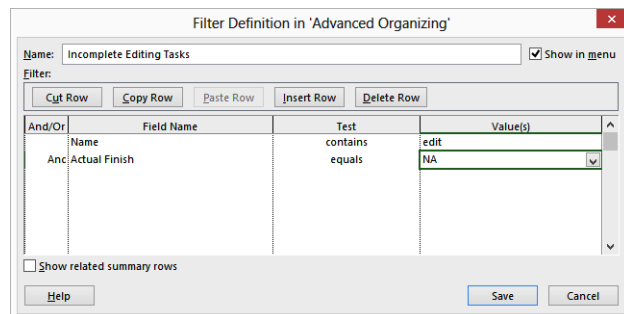 Filter Definition in 'Advanced Organizing'
×
Name: Incomplete Editing Tasks Show in menu
Filter:
Cut Row Copy Row Paste Row Insert Row Delete Row
And/Or Field Name Test Value(s)
Name contains edit
Anc Actual Finish equals NA
Show related summary rows
Help Save Cancel